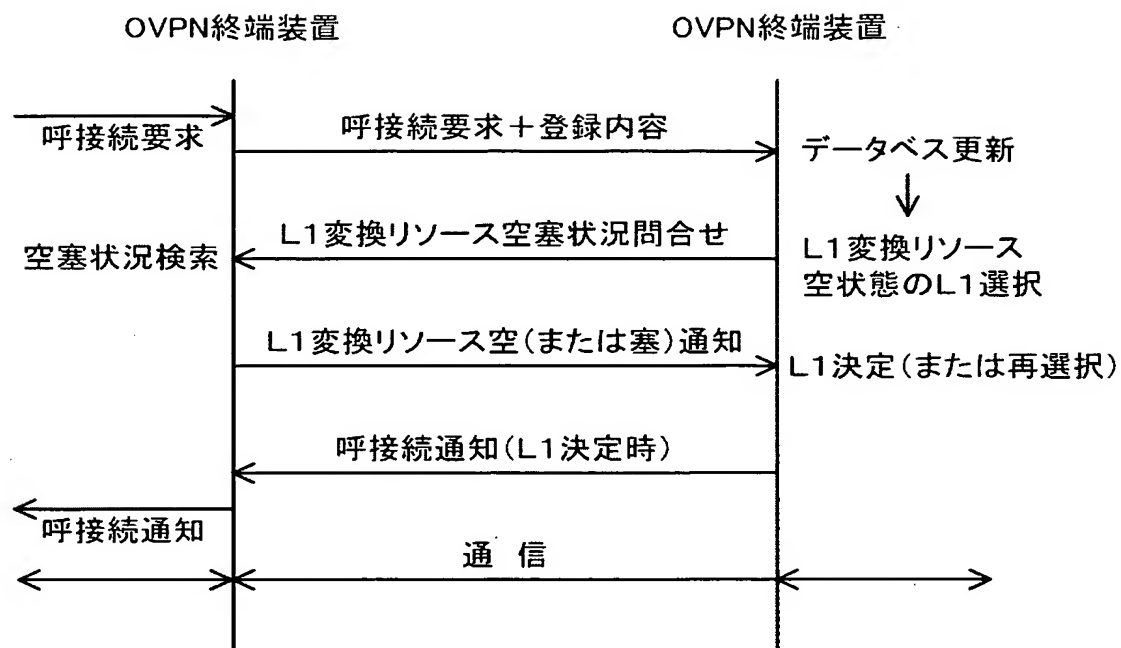 OVPN終端装置
OVPN終端装置
呼接続要求
呼接続要求＋登録内容
データベス更新
L1変換リソース空塞状況問合せ
空塞状況検索
L1変換リソース
空状態のL1選択
L1変換リソース空(または塞)通知
L1決定(または再選択)
呼接続通知(L1決定時)
呼接続通知
通 信